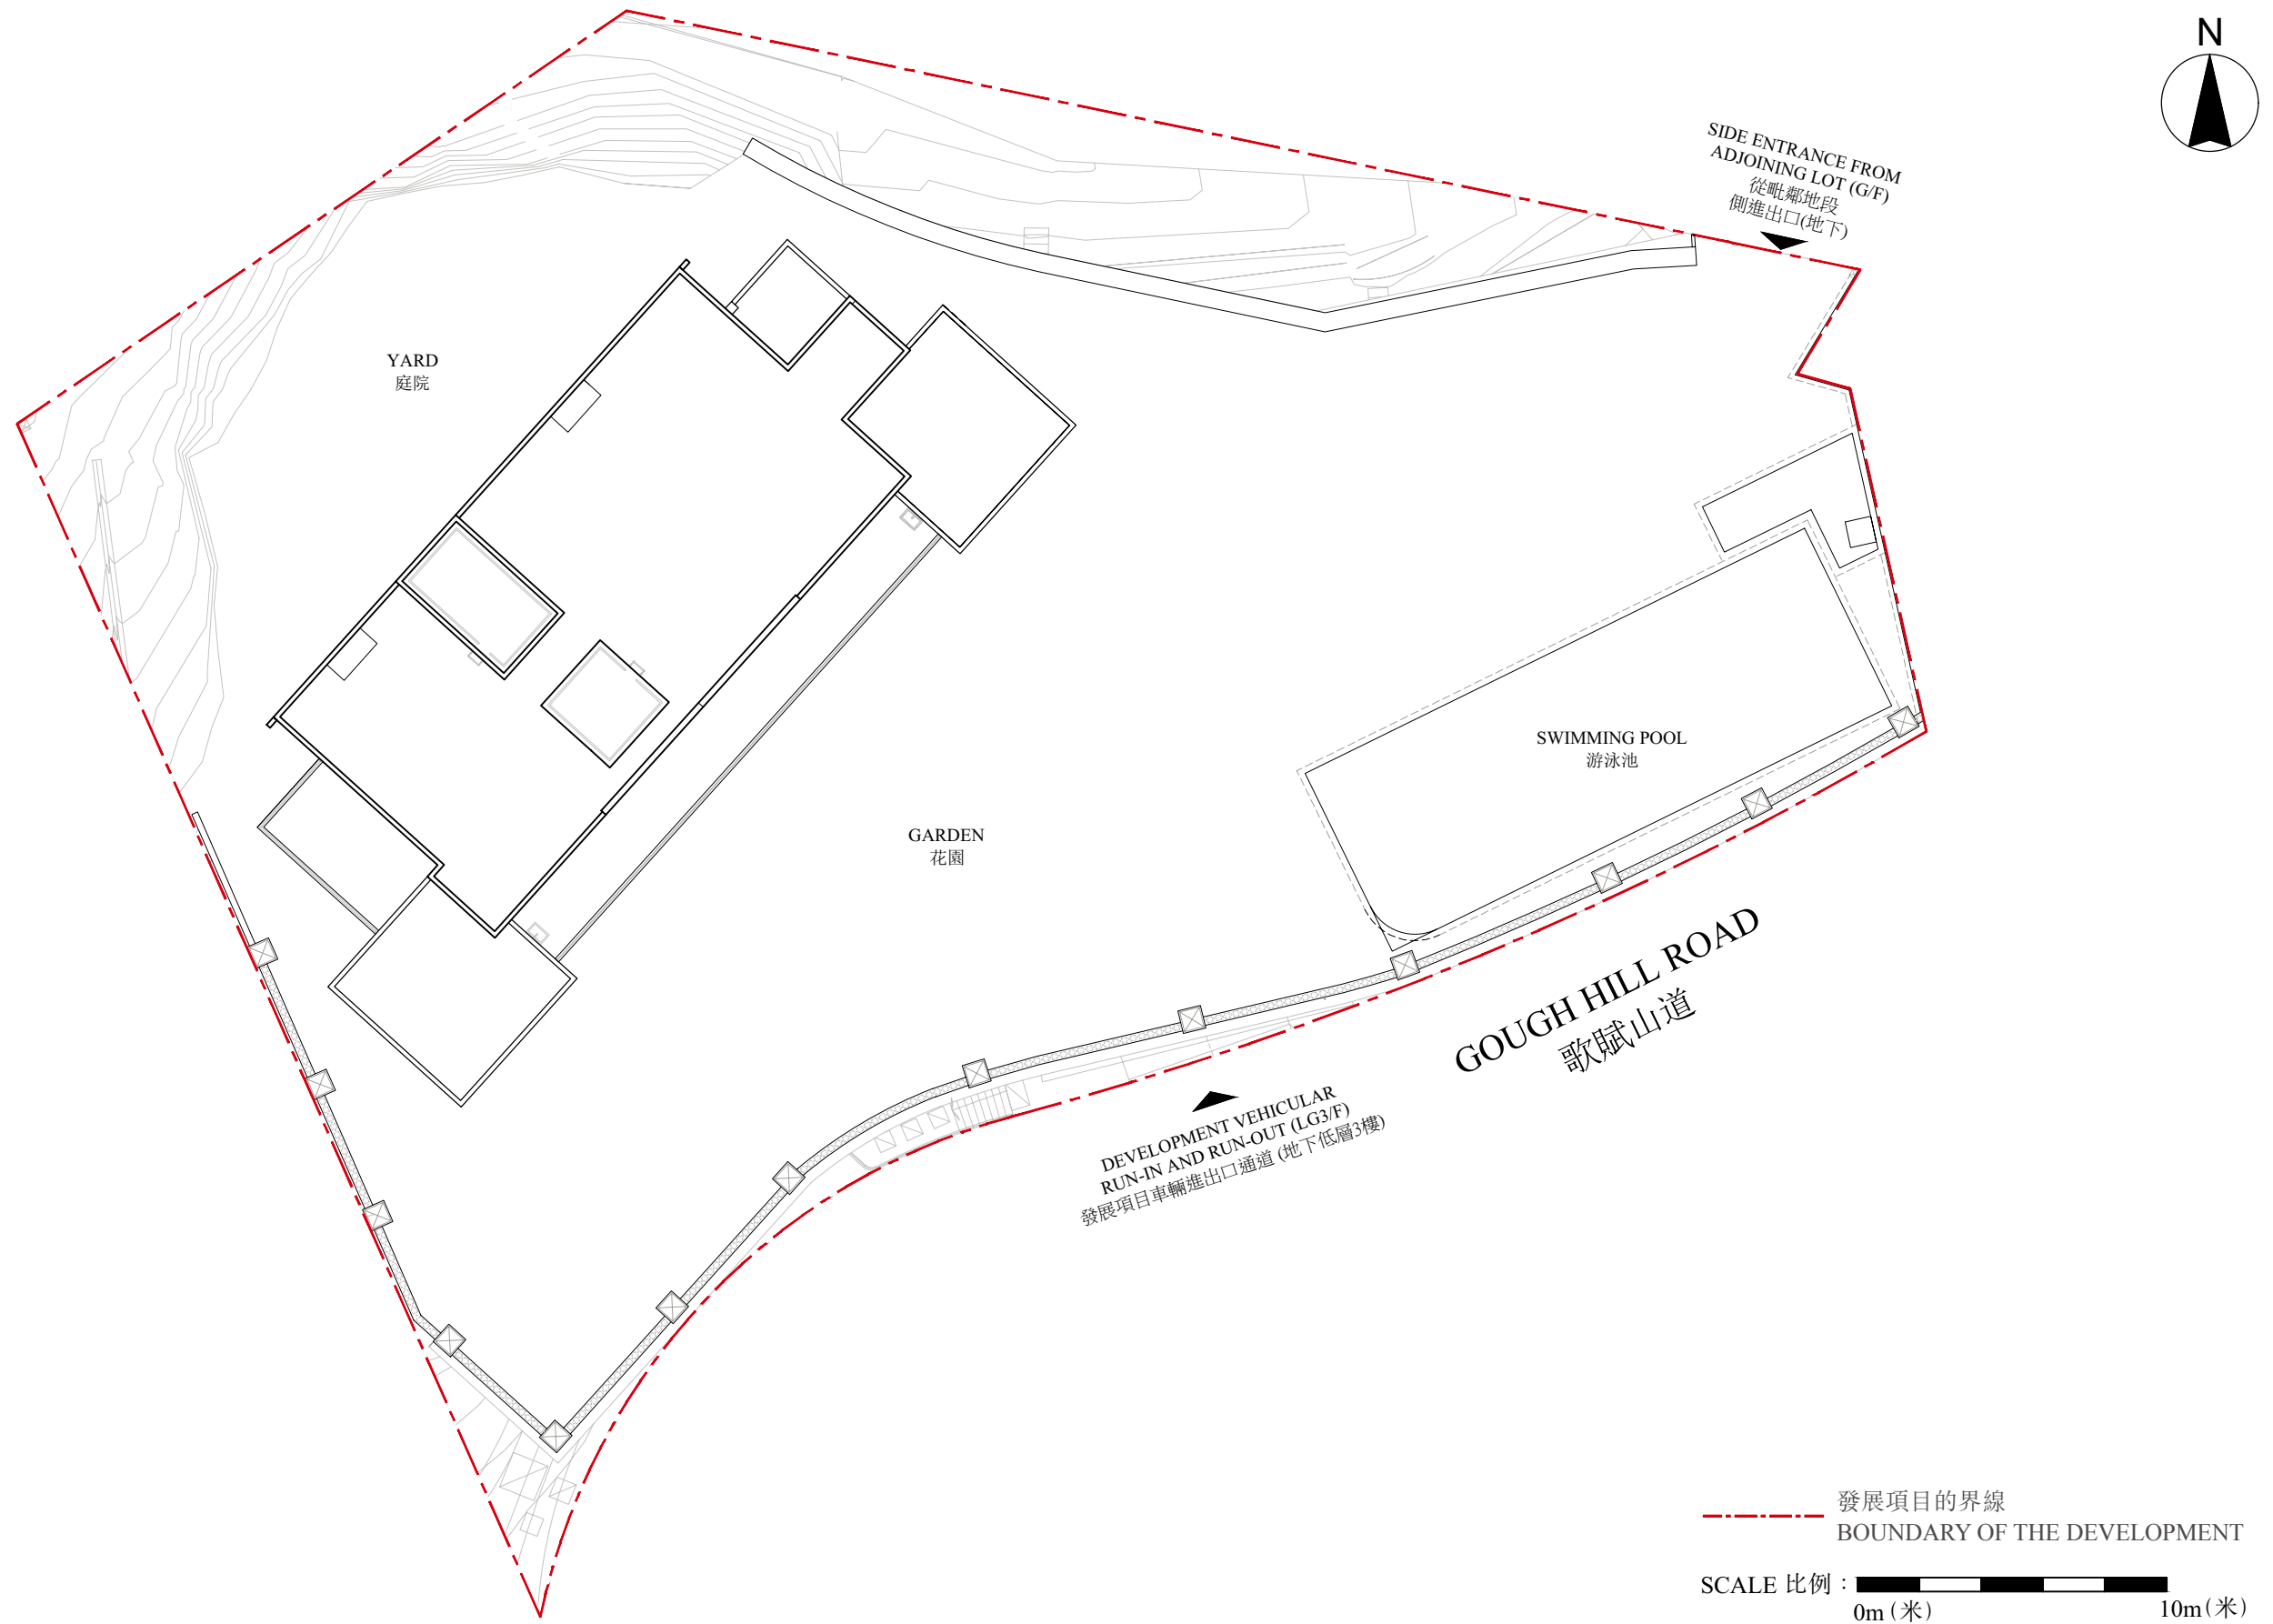 N
SIDE ENTRANCE FROM
ADJOINING LOT (G/F)
從毗鄰地段
側進出口(地下)
YARD
庭院
SWIMMING POOL
游泳池
GARDEN
花園
GOUGH HILL ROAD
歌賦山道
DEVELOPMENT VEHICULAR
RUN-IN AND RUN-OUT (LG3/F)
發展項目車輛進出口通道 (地下低層3樓)
發展項目的界線
BOUNDARY OF THE DEVELOPMENT
SCALE 比例 :
0m (米) 10m (米)